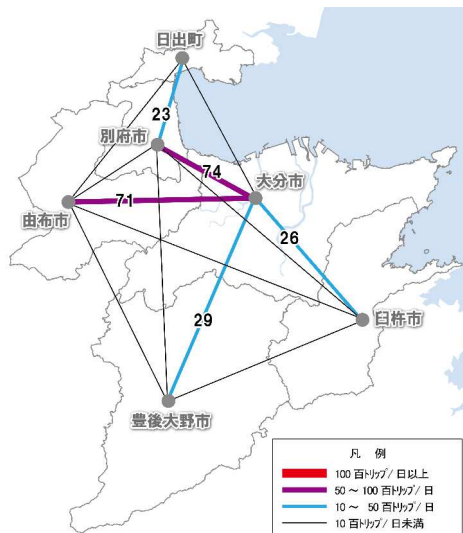 日出町
23
別府市
74
大分市
71
由布市
26
29
臼杵市
豊後大野市
凡 例
100 百トリップ/日以上
50 ～ 100 百トリップ/日
10 ～ 50 百トリップ/日
10 百トリップ/日未満